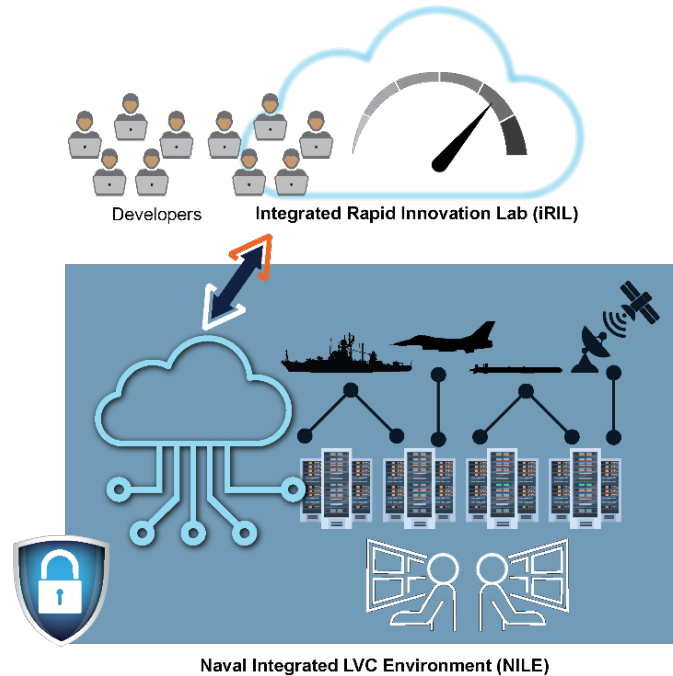 Developers
Integrated Rapid Innovation Lab (iRIL)
Naval Integrated LVC Environment (NILE)